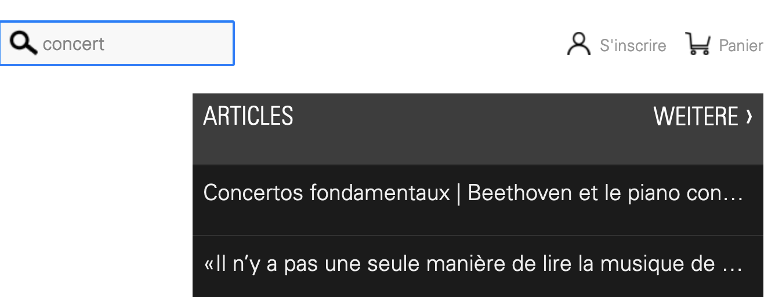 concert
S'inscrire
Panier
ARTICLES
WEITERE ›
Concertos fondamentaux | Beethoven et le piano con…
«Il n’y a pas une seule manière de lire la musique de …